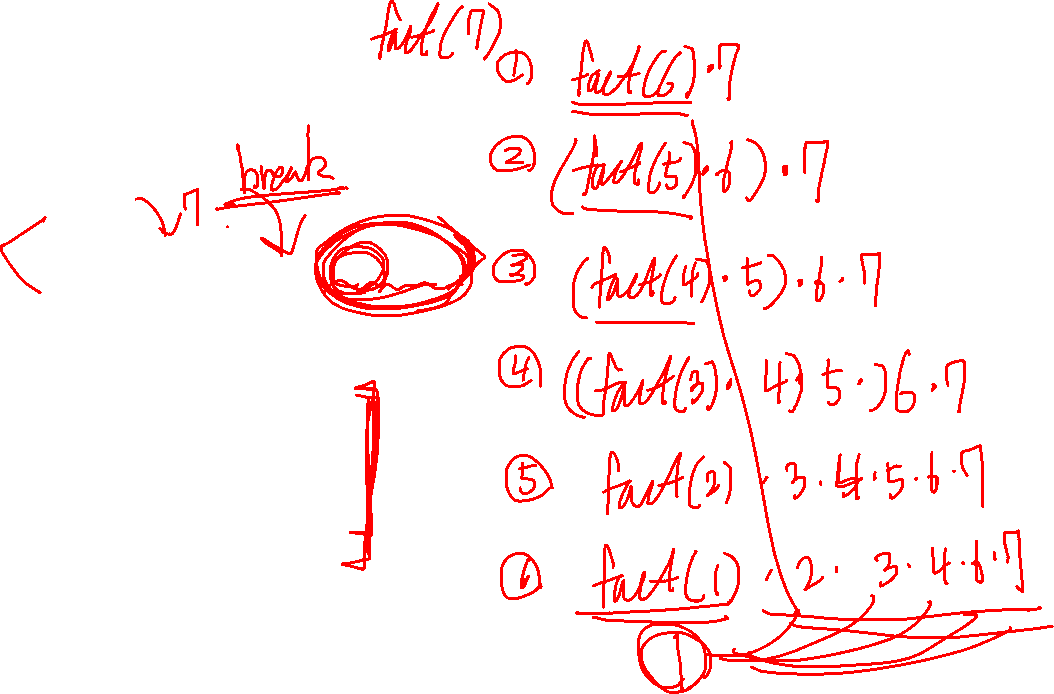 fact(7)
① fact(6)·7
② (fact(5)·6)·7
break
7
③ (fact(4)·5)·6·7
④ ((fact(3)·4)5·)6·7
⑤ fact(2)·3·4·5·6·7
⑥ fact(1)·2·3·4·6·7
1